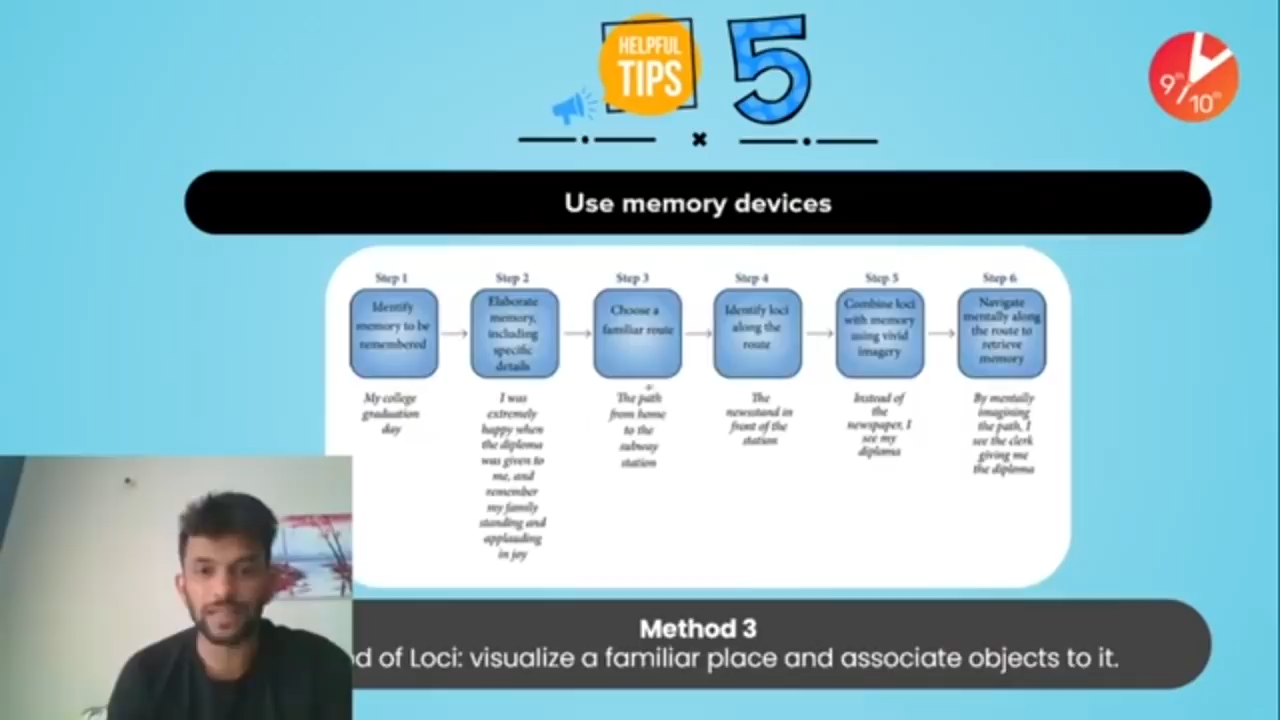 HELPFUL
TIPS
5
9th/10th
Use memory devices
Step 1
Identify
memory to be
remembered
My college
graduation
day
Step 2
Elaborate
memory,
including
specific
details
I was
extremely
happy when
the diploma
was given to
me, and
remember
my family
standing and
applauding
in joy
Step 3
Choose a
familiar route
The path
from home
to the
subway
station
Step 4
Identify loci
along the
route
The
newsstand in
front of the
station
Step 5
Combine loci
with memory
using vivid
imagery
Instead of
the
newspaper, I
see my
diploma
Step 6
Navigate
mentally along
the route to
retrieve
memory
By mentally
imagining
the path, I
see the clerk
giving me
the diploma
Method 3
d of Loci: visualize a familiar place and associate objects to it.